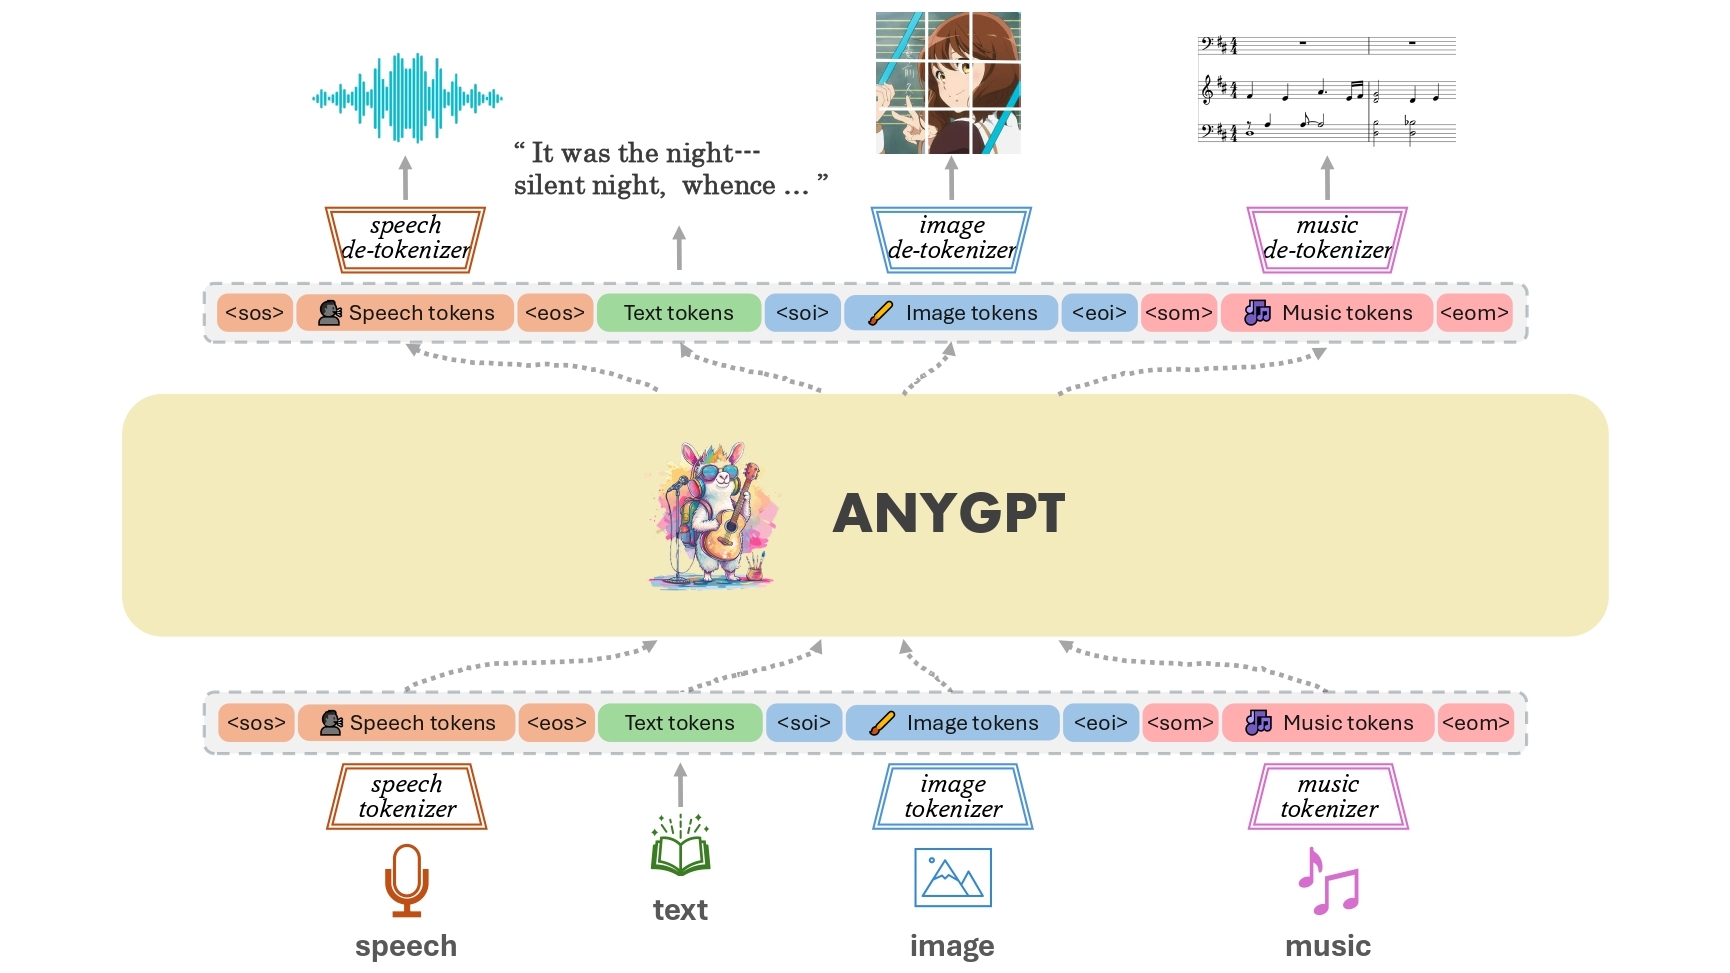 “ It was the night---
silent night, whence ... ”
speech
de-tokenizer
image
de-tokenizer
music
de-tokenizer
<sos> Speech tokens <eos> Text tokens <soi> Image tokens <eoi> <som> Music tokens <eom>
ANYGPT
<sos> Speech tokens <eos> Text tokens <soi> Image tokens <eoi> <som> Music tokens <eom>
speech
tokenizer
image
tokenizer
music
tokenizer
text
speech
image
music